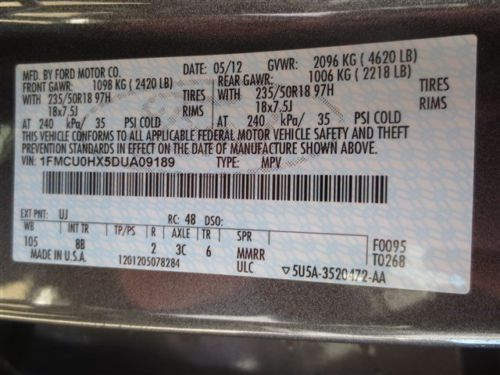 MFD. BY FORD MOTOR CO.
05/12 GVWR: 2096 KG ( 4620 LB)
FRONT GAWR: 1098 KG ( 2420 LB)
REAR GAWR: 1006 KG ( 2218 LB)
WITH 235/50R18 97H TIRES
WITH 235/50R18 97H TIRES
18x7.5J RIMS
18x7.5J RIMS
AT 240 kPa/ 35 PSI COLD
AT 240 kPa/ 35 PSI COLD
THIS VEHICLE CONFORMS TO ALL APPLICABLE FEDERAL MOTOR VEHICLE SAFETY AND THEFT
PREVENTION STANDARDS IN EFFECT ON THE DATE OF MANUFACTURE SHOWN ABOVE.
VIN: 1FMCU0HX5DUA09189 TYPE: MPV
EXT PNT: UJ RC: 48 DSO:
WB INT TR TP/PS R AXLE TR SPR
105 8B 2 3C 6 MMRR
F0095
T0268
MADE IN U.S.A. 1201205078284 ULC
5U5A-3520472-AA